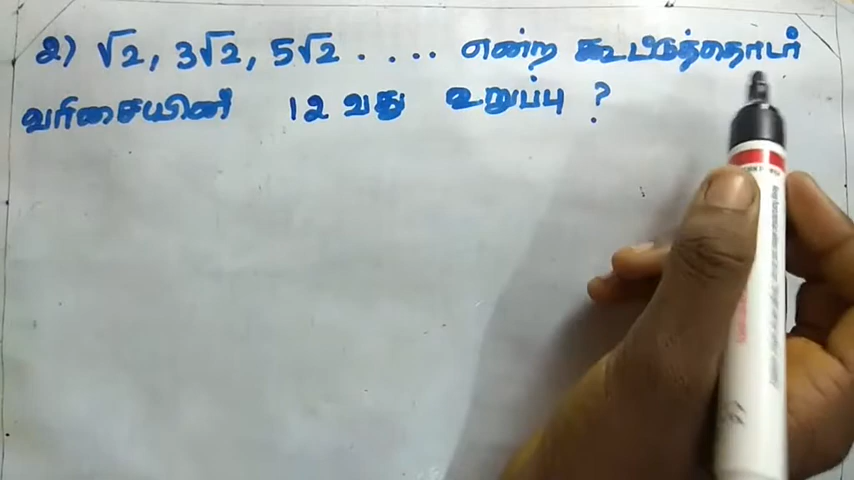 2) √2, 3√2, 5√2 . . . . என்ற கூட்டுத்தொடர்
வரிசையின் 12 வது உறுப்பு ?